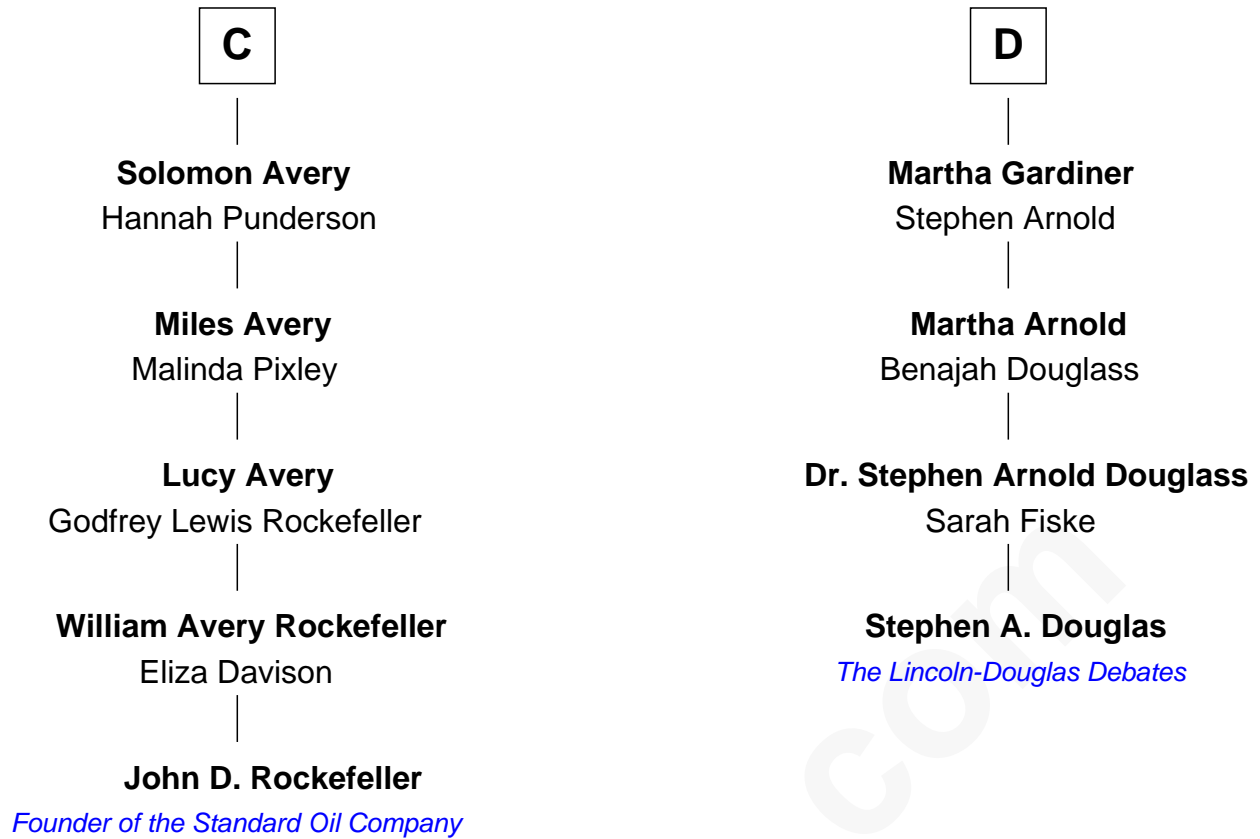 C
Solomon Avery
Hannah Punderson
Miles Avery
Malinda Pixley
Lucy Avery
Godfrey Lewis Rockefeller
William Avery Rockefeller
Eliza Davison
John D. Rockefeller
Founder of the Standard Oil Company
D
Martha Gardiner
Stephen Arnold
Martha Arnold
Benajah Douglass
Dr. Stephen Arnold Douglass
Sarah Fiske
Stephen A. Douglas
The Lincoln-Douglas Debates
com